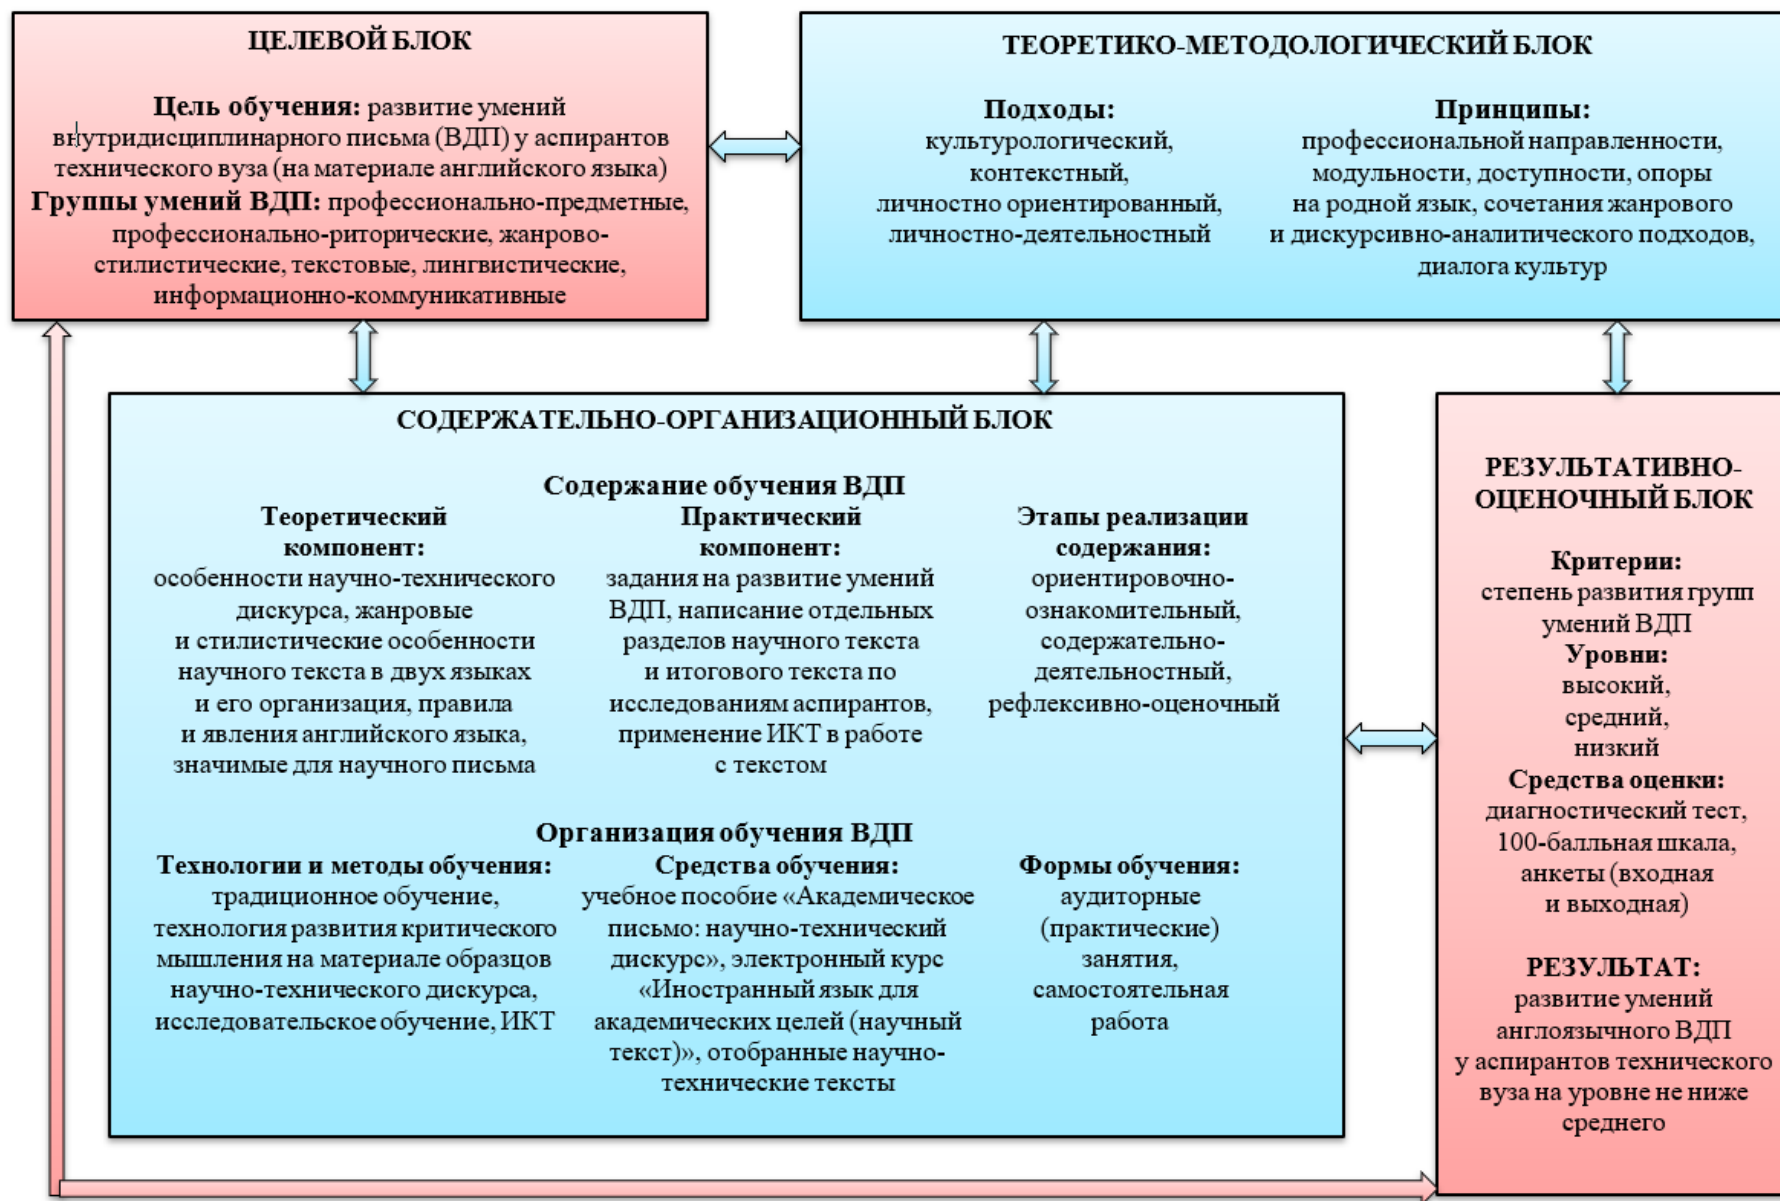 ЦЕЛЕВОЙ БЛОК
Цель обучения: развитие умений
внутридисциплинарного письма (ВДП) у аспирантов
технического вуза (на материале английского языка)
Группы умений ВДП: профессионально-предметные,
профессионально-риторические, жанрово-
стилистические, текстовые, лингвистические,
информационно-коммуникативные
ТЕОРЕТИКО-МЕТОДОЛОГИЧЕСКИЙ БЛОК
Подходы:
культурологический,
контекстный,
личностно ориентированный,
личностно-деятельностный
Принципы:
профессиональной направленности,
модульности, доступности, опоры
на родной язык, сочетания жанрового
и дискурсивно-аналитического подходов,
диалога культур
СОДЕРЖАТЕЛЬНО-ОРГАНИЗАЦИОННЫЙ БЛОК
Содержание обучения ВДП
Теоретический
компонент:
особенности научно-технического
дискурса, жанровые
и стилистические особенности
научного текста в двух языках
и его организация, правила
и явления английского языка,
значимые для научного письма
Практический
компонент:
задания на развитие умений
ВДП, написание отдельных
разделов научного текста
и итогового текста по
исследованиям аспирантов,
применение ИКТ в работе
с текстом
Этапы реализации
содержания:
ориентировочно-
ознакомительный,
содержательно-
деятельностный,
рефлексивно-оценочный
Организация обучения ВДП
Технологии и методы обучения:
традиционное обучение,
технология развития критического
мышления на материале образцов
научно-технического дискурса,
исследовательское обучение, ИКТ
Средства обучения:
учебное пособие «Академическое
письмо: научно-технический
дискурс», электронный курс
«Иностранный язык для
академических целей (научный
текст)», отобранные научно-
технические тексты
Формы обучения:
аудиторные
(практические)
занятия,
самостоятельная
работа
РЕЗУЛЬТАТИВНО-
ОЦЕНОЧНЫЙ БЛОК
Критерии:
степень развития групп
умений ВДП
Уровни:
высокий,
средний,
низкий
Средства оценки:
диагностический тест,
100-балльная шкала,
анкеты (входная
и выходная)
РЕЗУЛЬТАТ:
развитие умений
англоязычного ВДП
у аспирантов технического
вуза на уровне не ниже
среднего